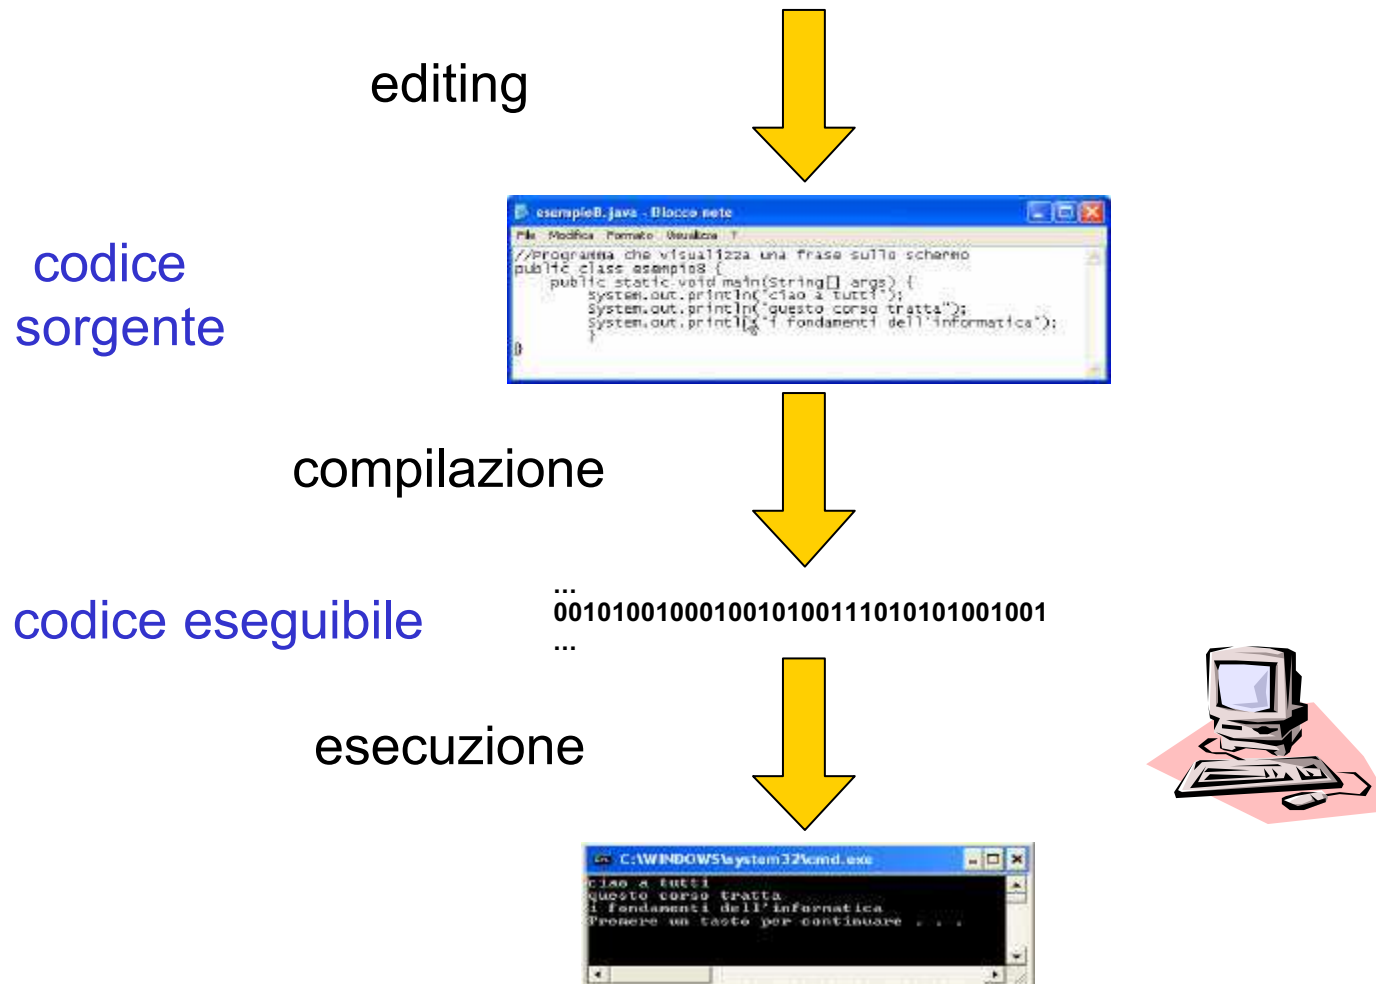 editing
esempio8.java - Blocco note
File Modifica Formato Visualizza ?
codice
sorgente
//Programma che visualizza una frase sullo schermo
public class esempio8 {
public static void main(String[] args) {
System.out.println("ciao a tutti");
System.out.println("questo corso tratta");
System.out.println("i fondamenti dell'informatica");
}
}
compilazione
codice eseguibile
...
0010100100010010100111010101001001
...
esecuzione
C:\WINDOWS\system32\cmd.exe
ciao a tutti
questo corso tratta
i fondamenti dell'informatica
Premere un tasto per continuare . . .